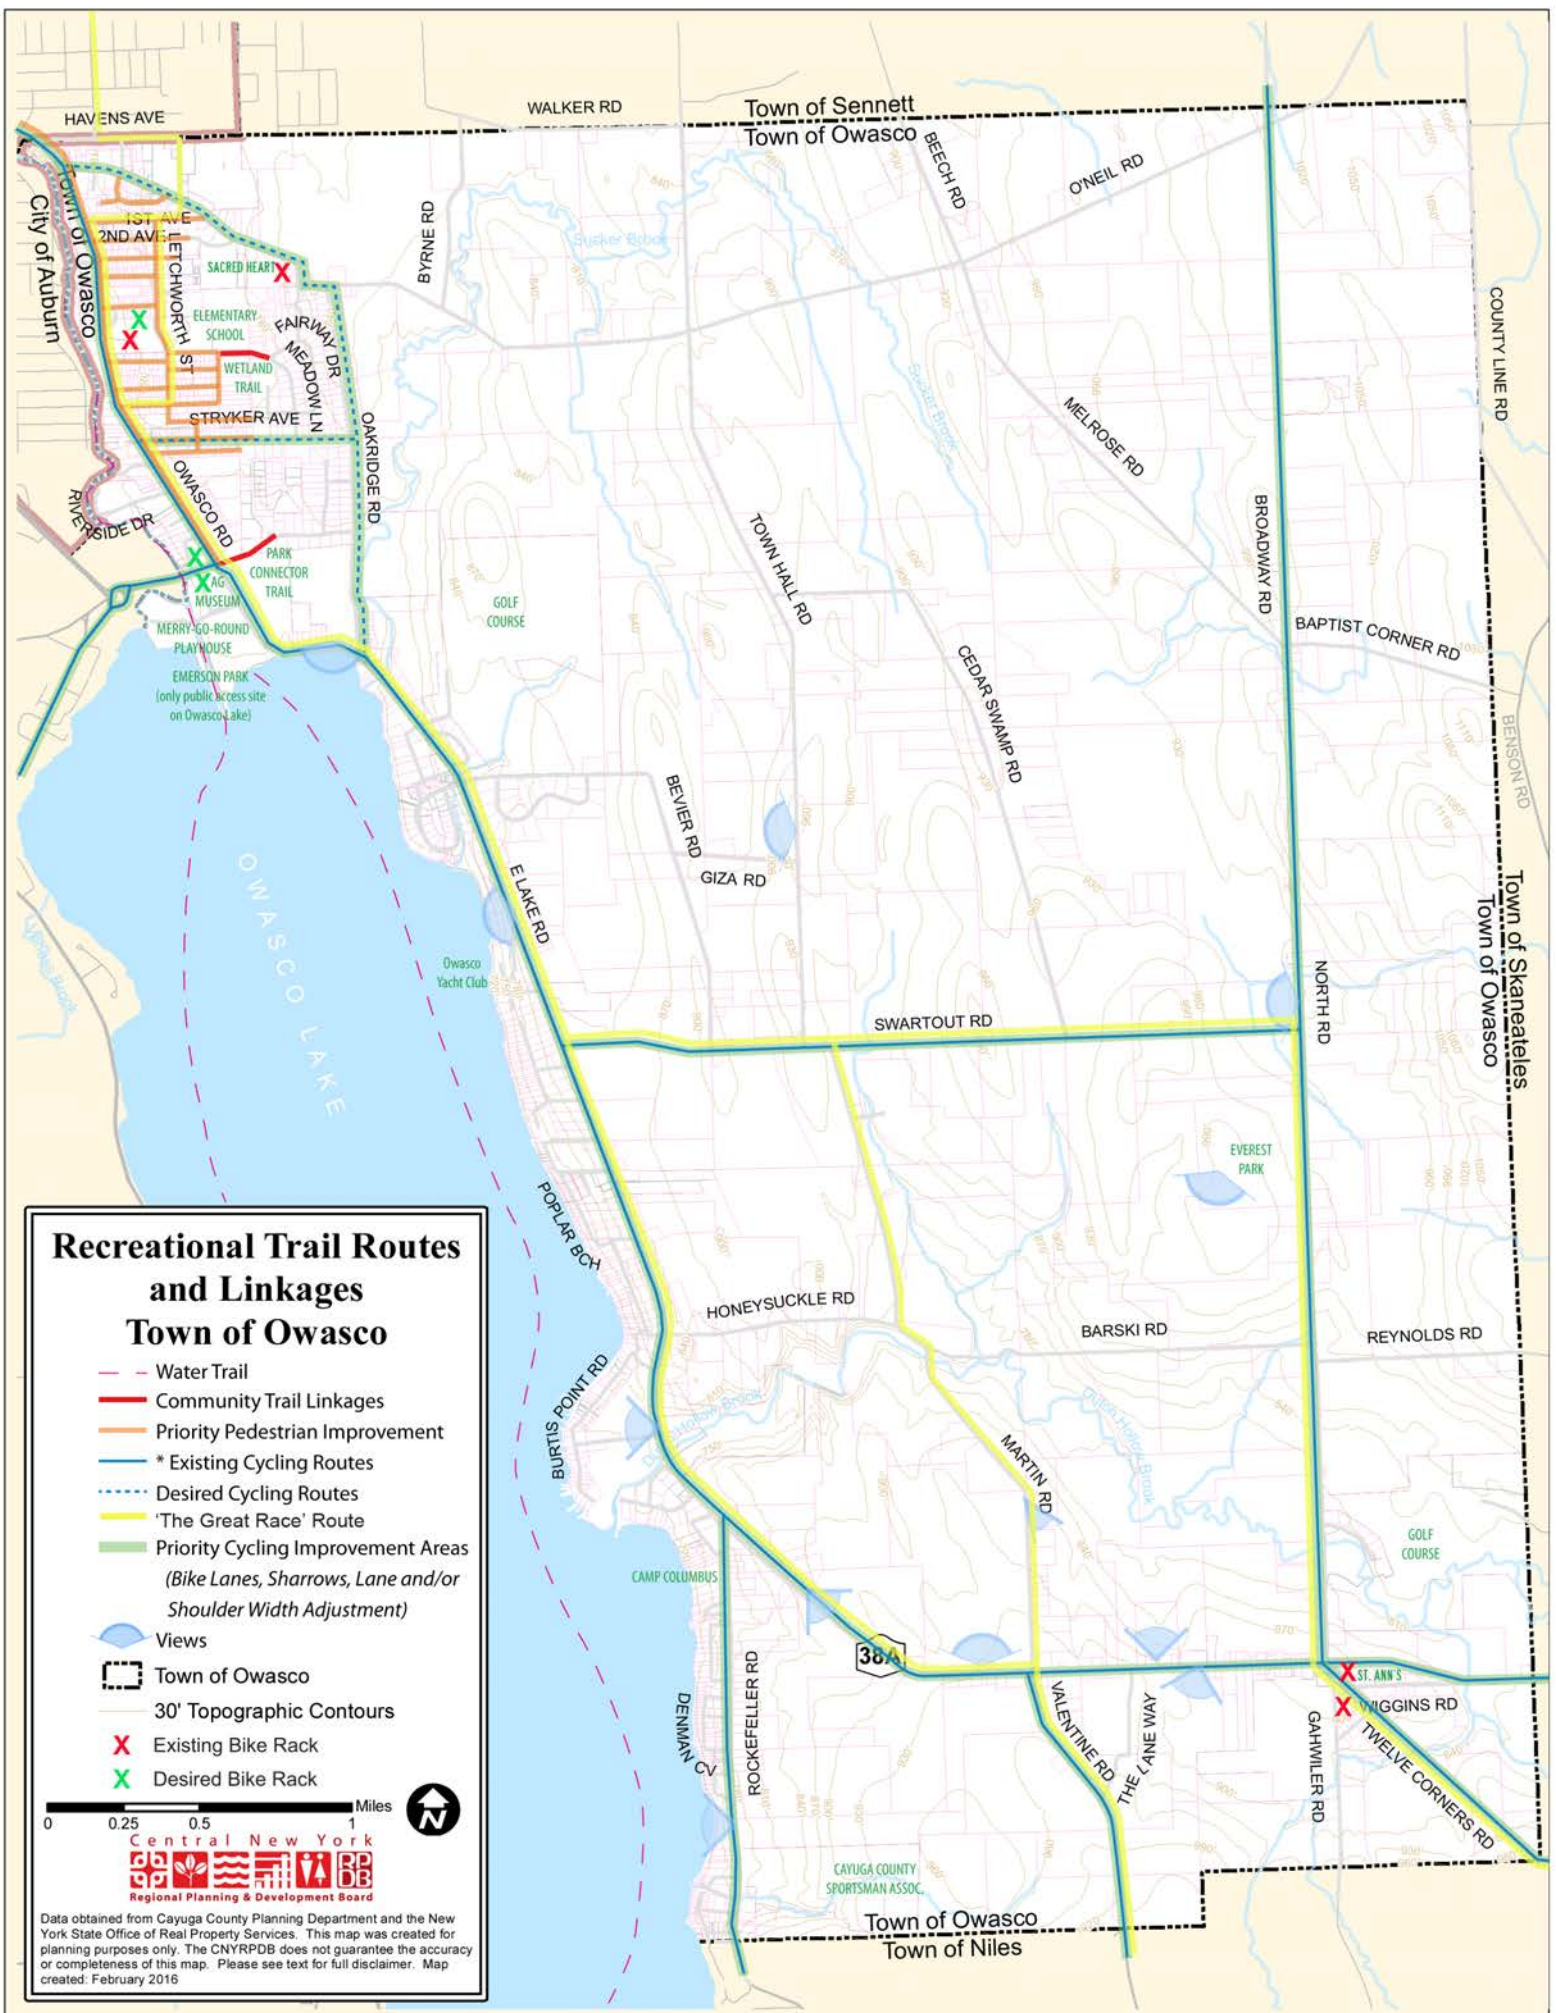 HAVENS AVE
WALKER RD
Town of Sennett
Town of Owasco
BEECH RD
O'NEIL RD
Town of Owasco
City of Auburn
1ST AVE
2ND AVE
LETCHWORTH ST
BYRNE RD
Sucker Brook
SACRED HEART
X
X
X
ELEMENTARY
SCHOOL
FAIRWAY DR
MEADOW LN
WETLAND
TRAIL
STRYKER AVE
OAKRIDGE RD
Sucker Brook
MELROSE RD
COUNTY LINE RD
RIVERSIDE DR
OWASCO RD
PARK
CONNECTOR
TRAIL
X
X
AG
MUSEUM
MERRY-GO-ROUND
PLAYHOUSE
EMERSON PARK
(only public access site
on Owasco Lake)
GOLF
COURSE
TOWN HALL RD
BROADWAY RD
BAPTIST CORNER RD
CEDAR SWAMP RD
BENSON RD
BEVIER RD
GIZA RD
E LAKE RD
OWASCO LAKE
Owasco
Yacht Club
SWARTOUT RD
NORTH RD
Town of Skaneateles
Town of Owasco
EVEREST
PARK
POPLAR BCH
HONEYSUCKLE RD
BARSKI RD
REYNOLDS RD
BURTIS POINT RD
MARTIN RD
GOLF
COURSE
CAMP COLUMBUS
38A
X
ST. ANN'S
X
WIGGINS RD
ROCKEFELLER RD
DENMAN CV
VALENTINE RD
THE LANE WAY
GAHWILER RD
TWELVE CORNERS RD
CAYUGA COUNTY
SPORTSMAN ASSOC.
Town of Owasco
Town of Niles
Recreational Trail Routes
and Linkages
Town of Owasco
Water Trail
Community Trail Linkages
Priority Pedestrian Improvement
* Existing Cycling Routes
Desired Cycling Routes
'The Great Race' Route
Priority Cycling Improvement Areas
(Bike Lanes, Sharrows, Lane and/or
Shoulder Width Adjustment)
Views
Town of Owasco
30' Topographic Contours
X Existing Bike Rack
X Desired Bike Rack
Miles
0 0.25 0.5 1
N
Central New York
RPDB
Regional Planning & Development Board
Data obtained from Cayuga County Planning Department and the New
York State Office of Real Property Services. This map was created for
planning purposes only. The CNYRPDB does not guarantee the accuracy
or completeness of this map. Please see text for full disclaimer. Map
created: February 2016